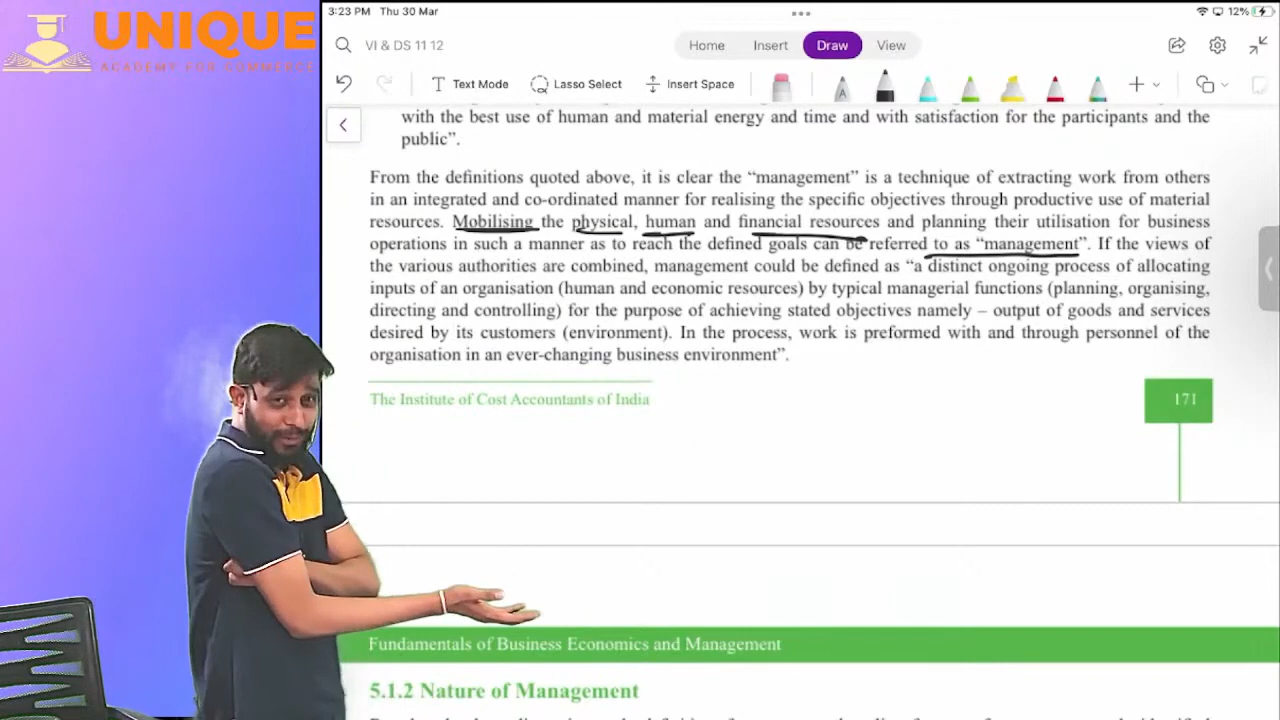 UNIQUE
ACADEMY FOR COMMERCE
3:23 PM Thu 30 Mar
12%
VI & DS 11 12
Home Insert Draw View
Text Mode Lasso Select Insert Space
with the best use of human and material energy and time and with satisfaction for the participants and the
public”.
From the definitions quoted above, it is clear the “management” is a technique of extracting work from others
in an integrated and co-ordinated manner for realising the specific objectives through productive use of material
resources. Mobilising the physical, human and financial resources and planning their utilisation for business
operations in such a manner as to reach the defined goals can be referred to as “management”. If the views of
the various authorities are combined, management could be defined as “a distinct ongoing process of allocating
inputs of an organisation (human and economic resources) by typical managerial functions (planning, organising,
directing and controlling) for the purpose of achieving stated objectives namely – output of goods and services
desired by its customers (environment). In the process, work is preformed with and through personnel of the
organisation in an ever-changing business environment”.
The Institute of Cost Accountants of India
171
Fundamentals of Business Economics and Management
5.1.2 Nature of Management